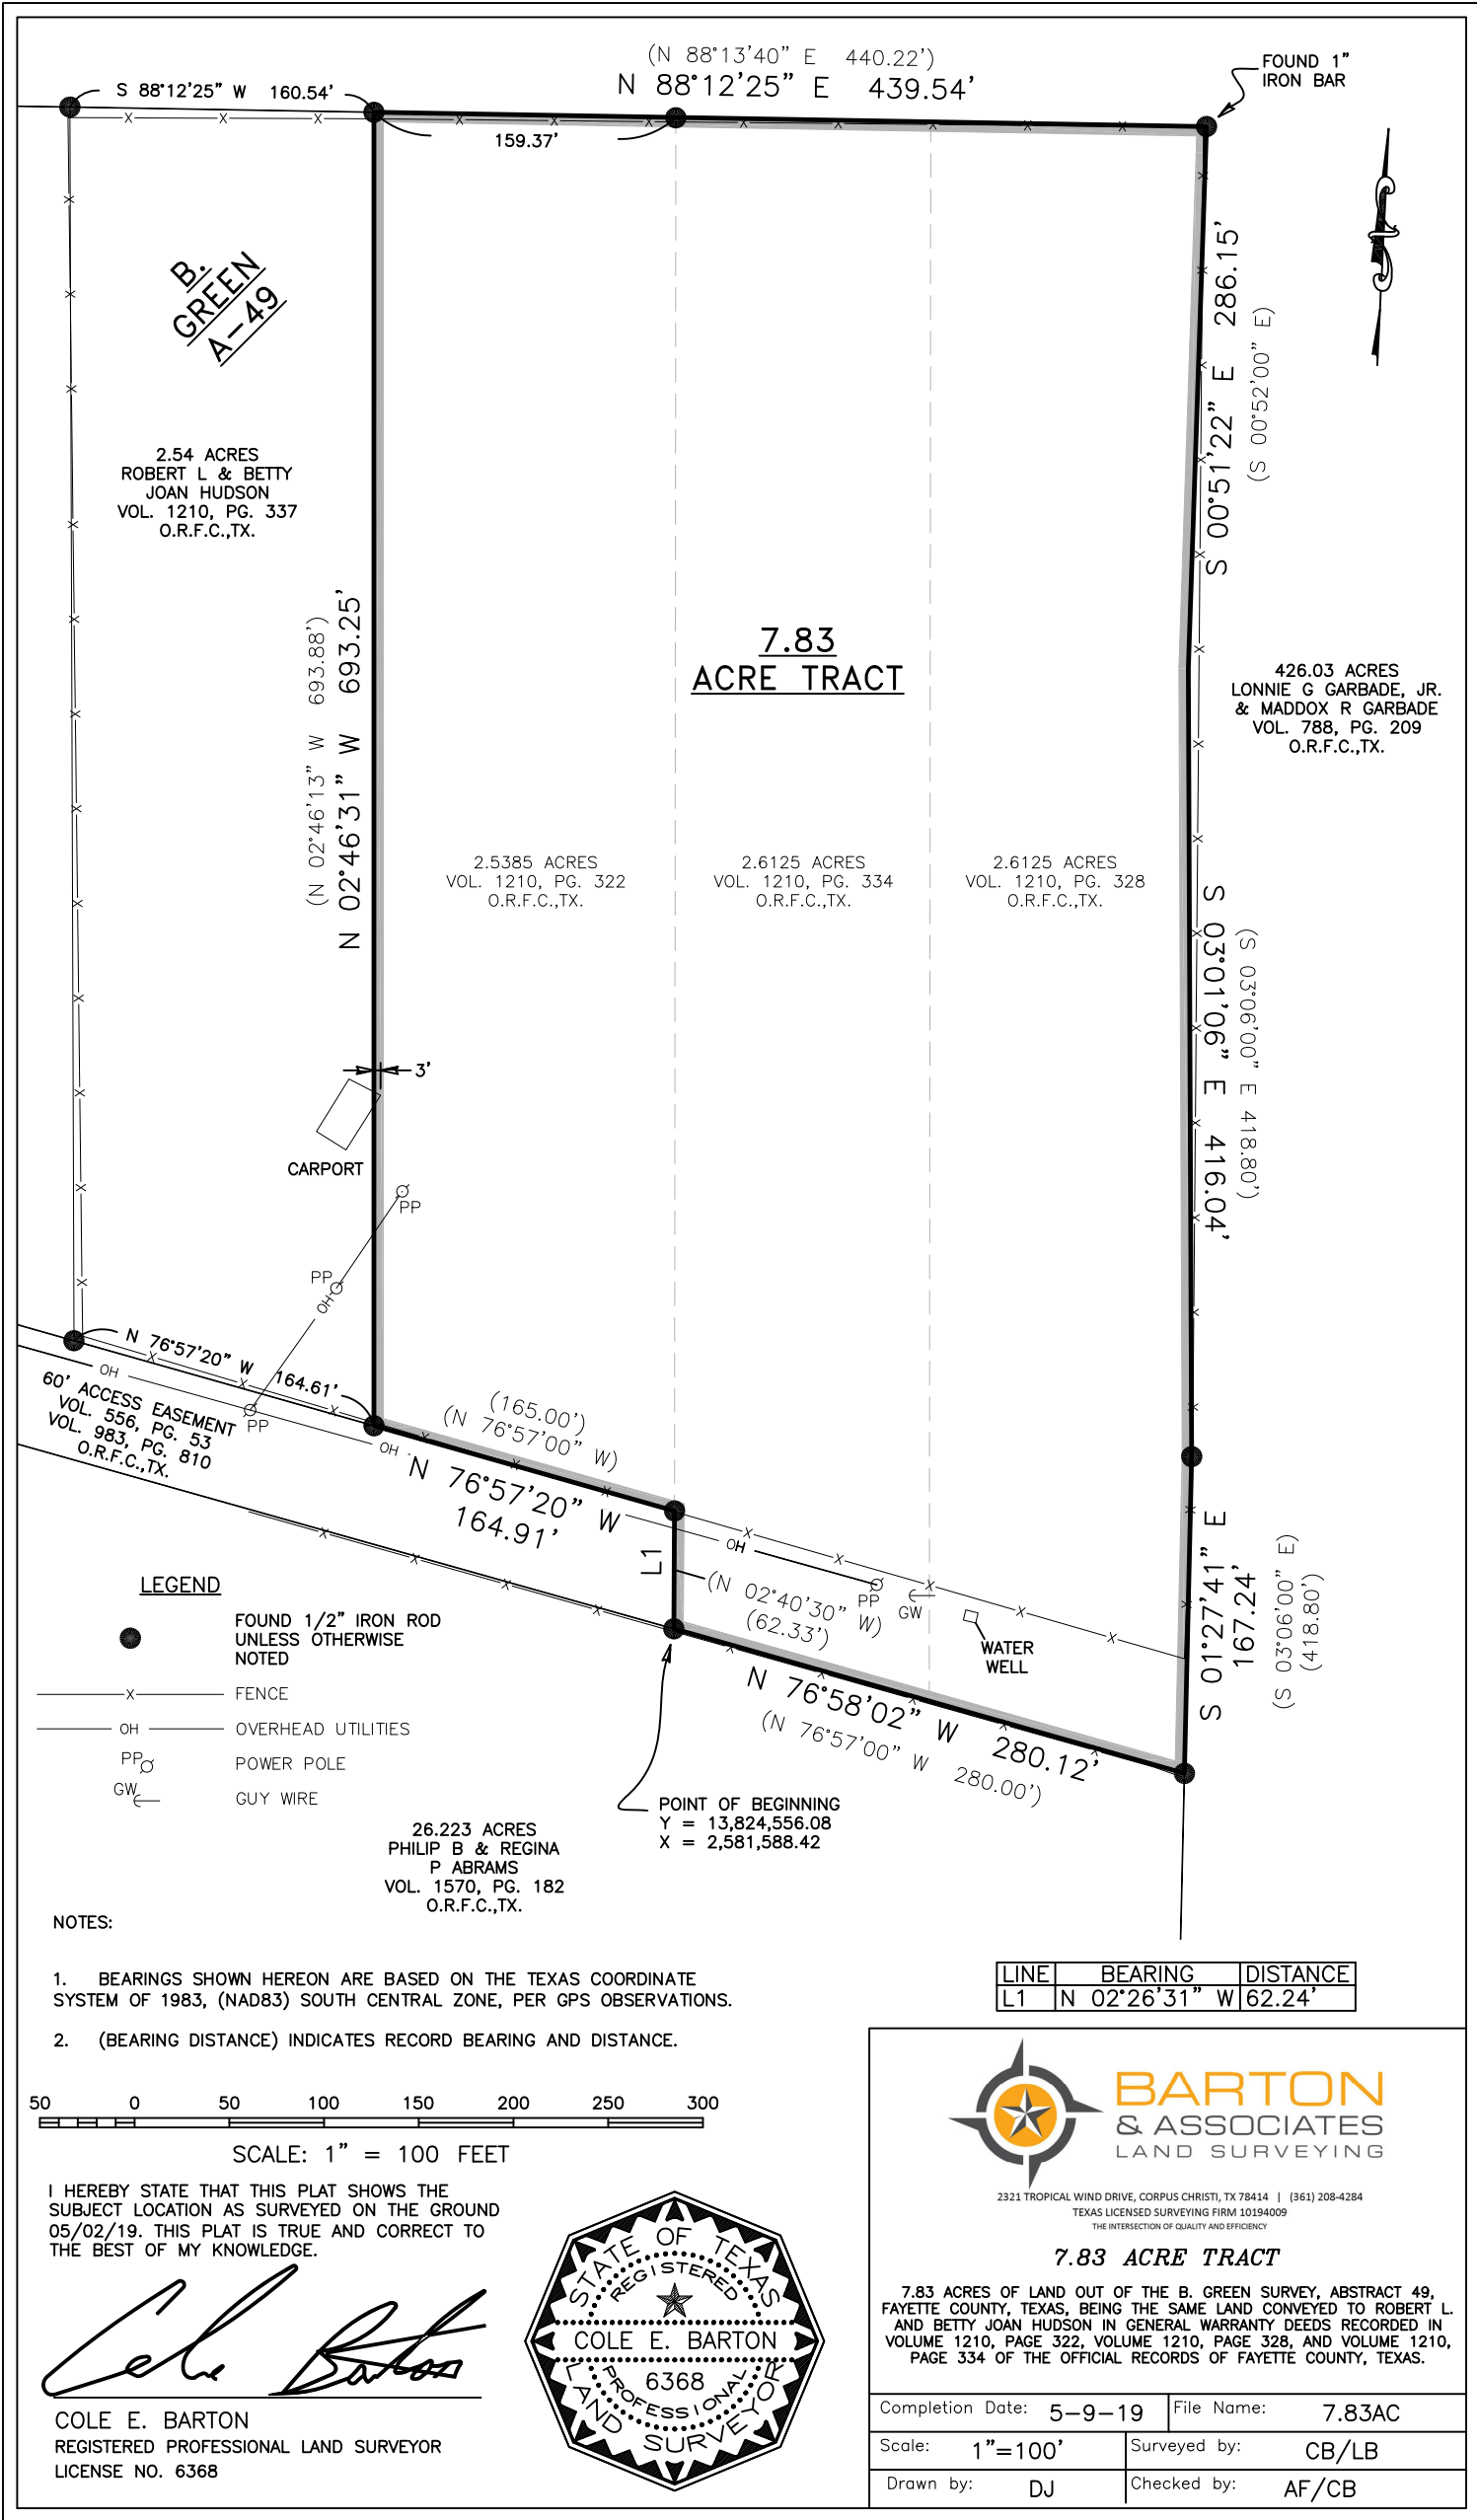 (N 88°13'40" E 440.22')
N 88°12'25" E 439.54'
FOUND 1"
IRON BAR
S 88°12'25" W 160.54'
159.37'
B.
GREEN
A-49
286.15'
S 00°51'22" E
(S 00°52'00" E)
2.54 ACRES
ROBERT L & BETTY
JOAN HUDSON
VOL. 1210, PG. 337
O.R.F.C.,TX.
(N 02°46'13" W 693.88')
N 02°46'31" W 693.25'
7.83
ACRE TRACT
426.03 ACRES
LONNIE G GARBADE, JR.
& MADDOX R GARBADE
VOL. 788, PG. 209
O.R.F.C.,TX.
2.5385 ACRES
VOL. 1210, PG. 322
O.R.F.C.,TX.
2.6125 ACRES
VOL. 1210, PG. 334
O.R.F.C.,TX.
2.6125 ACRES
VOL. 1210, PG. 328
O.R.F.C.,TX.
S 03°01'06" E 416.04'
(S 03°06'00" E 418.80')
3'
CARPORT
PP
PP
OH
PP
N 76°57'20" W 164.61'
OH
60' ACCESS EASEMENT
VOL. 556, PG. 53
VOL. 983, PG. 810
O.R.F.C.,TX.
(165.00')
(N 76°57'00" W)
OH
N 76°57'20" W
164.91'
L1
OH
(N 02°40'30" W)
(62.33')
PP
GW
WATER
WELL
S 01°27'41" E
167.24'
(S 03°06'00" E)
(418.80')
N 76°58'02" W 280.12'
(N 76°57'00" W 280.00')
POINT OF BEGINNING
Y = 13,824,556.08
X = 2,581,588.42
LEGEND
FOUND 1/2" IRON ROD
UNLESS OTHERWISE
NOTED
X FENCE
OH OVERHEAD UTILITIES
PP POWER POLE
GW GUY WIRE
26.223 ACRES
PHILIP B & REGINA
P ABRAMS
VOL. 1570, PG. 182
O.R.F.C.,TX.
NOTES:
1. BEARINGS SHOWN HEREON ARE BASED ON THE TEXAS COORDINATE
SYSTEM OF 1983, (NAD83) SOUTH CENTRAL ZONE, PER GPS OBSERVATIONS.
2. (BEARING DISTANCE) INDICATES RECORD BEARING AND DISTANCE.
LINE BEARING DISTANCE
L1 N 02°26'31" W 62.24'
50 0 50 100 150 200 250 300
SCALE: 1" = 100 FEET
I HEREBY STATE THAT THIS PLAT SHOWS THE
SUBJECT LOCATION AS SURVEYED ON THE GROUND
05/02/19. THIS PLAT IS TRUE AND CORRECT TO
THE BEST OF MY KNOWLEDGE.
Cole Barton
COLE E. BARTON
REGISTERED PROFESSIONAL LAND SURVEYOR
LICENSE NO. 6368
STATE OF TEXAS
REGISTERED
COLE E. BARTON
6368
PROFESSIONAL
LAND SURVEYOR
BARTON
& ASSOCIATES
LAND SURVEYING
2321 TROPICAL WIND DRIVE, CORPUS CHRISTI, TX 78414 | (361) 208-4284
TEXAS LICENSED SURVEYING FIRM 10194009
THE INTERSECTION OF QUALITY AND EFFICIENCY
7.83 ACRE TRACT
7.83 ACRES OF LAND OUT OF THE B. GREEN SURVEY, ABSTRACT 49,
FAYETTE COUNTY, TEXAS, BEING THE SAME LAND CONVEYED TO ROBERT L.
AND BETTY JOAN HUDSON IN GENERAL WARRANTY DEEDS RECORDED IN
VOLUME 1210, PAGE 322, VOLUME 1210, PAGE 328, AND VOLUME 1210,
PAGE 334 OF THE OFFICIAL RECORDS OF FAYETTE COUNTY, TEXAS.
Completion Date: 5-9-19 File Name: 7.83AC
Scale: 1"=100' Surveyed by: CB/LB
Drawn by: DJ Checked by: AF/CB